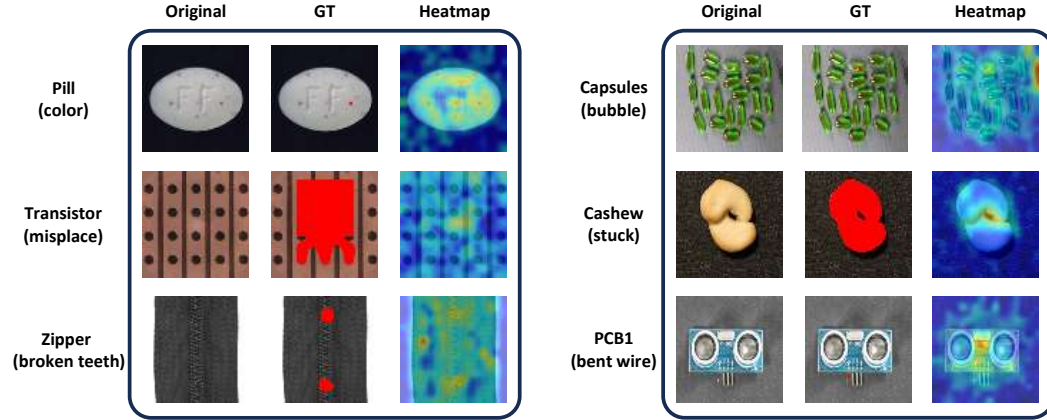 Original GT Heatmap
Pill
(color)
FF
Transistor
(misplace)
Zipper
(broken teeth)
Original GT Heatmap
Capsules
(bubble)
Cashew
(stuck)
PCB1
(bent wire)